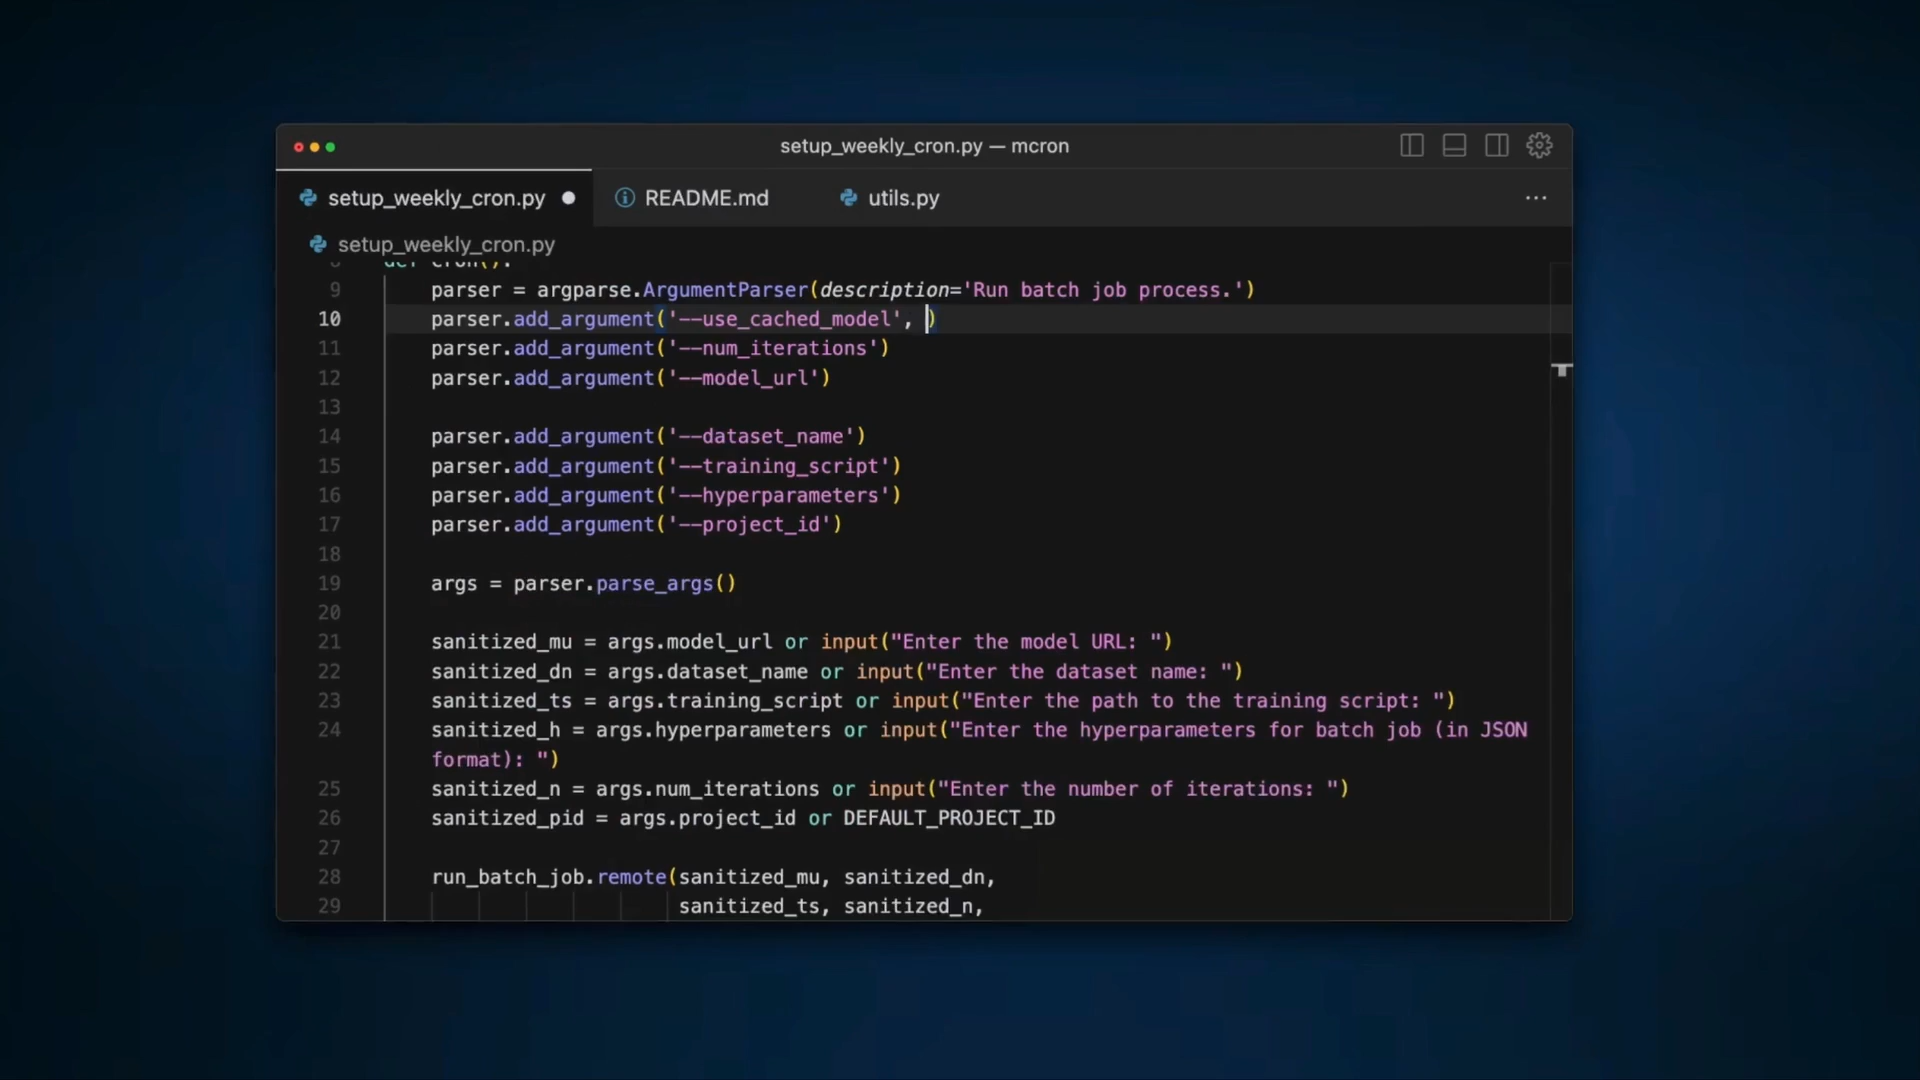 setup_weekly_cron.py — mcron
setup_weekly_cron.py README.md utils.py ...
setup_weekly_cron.py
8 def cron():
9 parser = argparse.ArgumentParser(description='Run batch job process.')
10 parser.add_argument('--use_cached_model', )
11 parser.add_argument('--num_iterations')
12 parser.add_argument('--model_url')
13
14 parser.add_argument('--dataset_name')
15 parser.add_argument('--training_script')
16 parser.add_argument('--hyperparameters')
17 parser.add_argument('--project_id')
18
19 args = parser.parse_args()
20
21 sanitized_mu = args.model_url or input("Enter the model URL: ")
22 sanitized_dn = args.dataset_name or input("Enter the dataset name: ")
23 sanitized_ts = args.training_script or input("Enter the path to the training script: ")
24 sanitized_h = args.hyperparameters or input("Enter the hyperparameters for batch job (in JSON
format): ")
25 sanitized_n = args.num_iterations or input("Enter the number of iterations: ")
26 sanitized_pid = args.project_id or DEFAULT_PROJECT_ID
27
28 run_batch_job.remote(sanitized_mu, sanitized_dn,
29 sanitized_ts, sanitized_n,